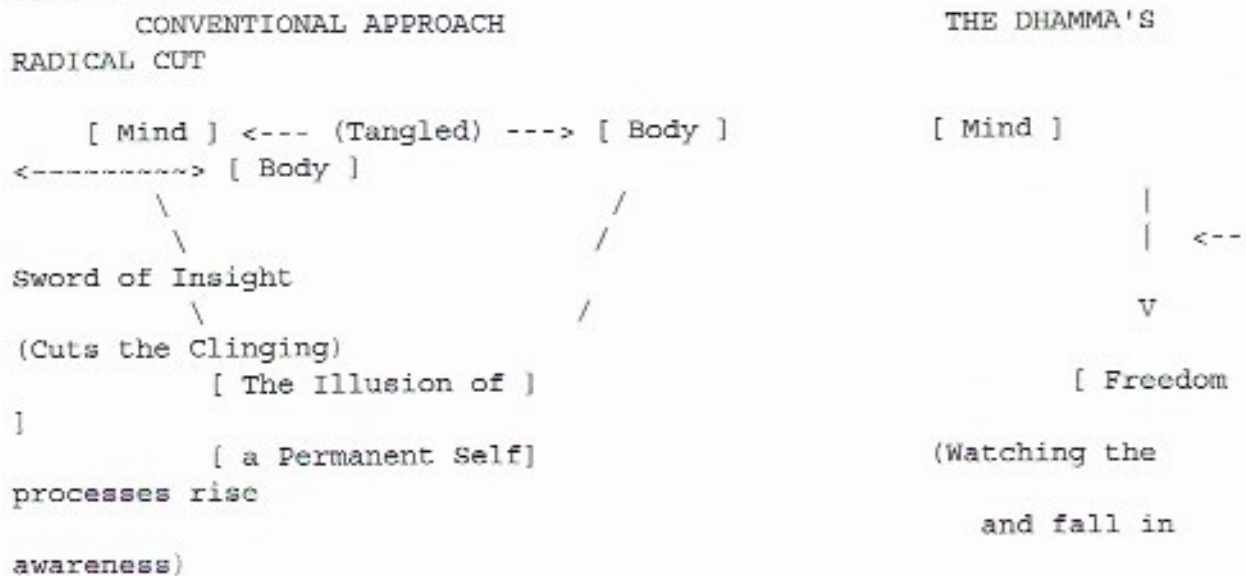 CONVENTIONAL APPROACH                              THE DHAMMA'S
RADICAL CUT
[ Mind ] <--- (Tangled) ---> [ Body ]              [ Mind ]
<---------~> [ Body ]
\                              /                              |
\                            /                              |  <--
Sword of Insight
\                          /                              V
(Cuts the Clinging)
[ The Illusion of ]                              [ Freedom
]
[ a Permanent Self]                      (Watching the
processes rise
and fall in
awareness)